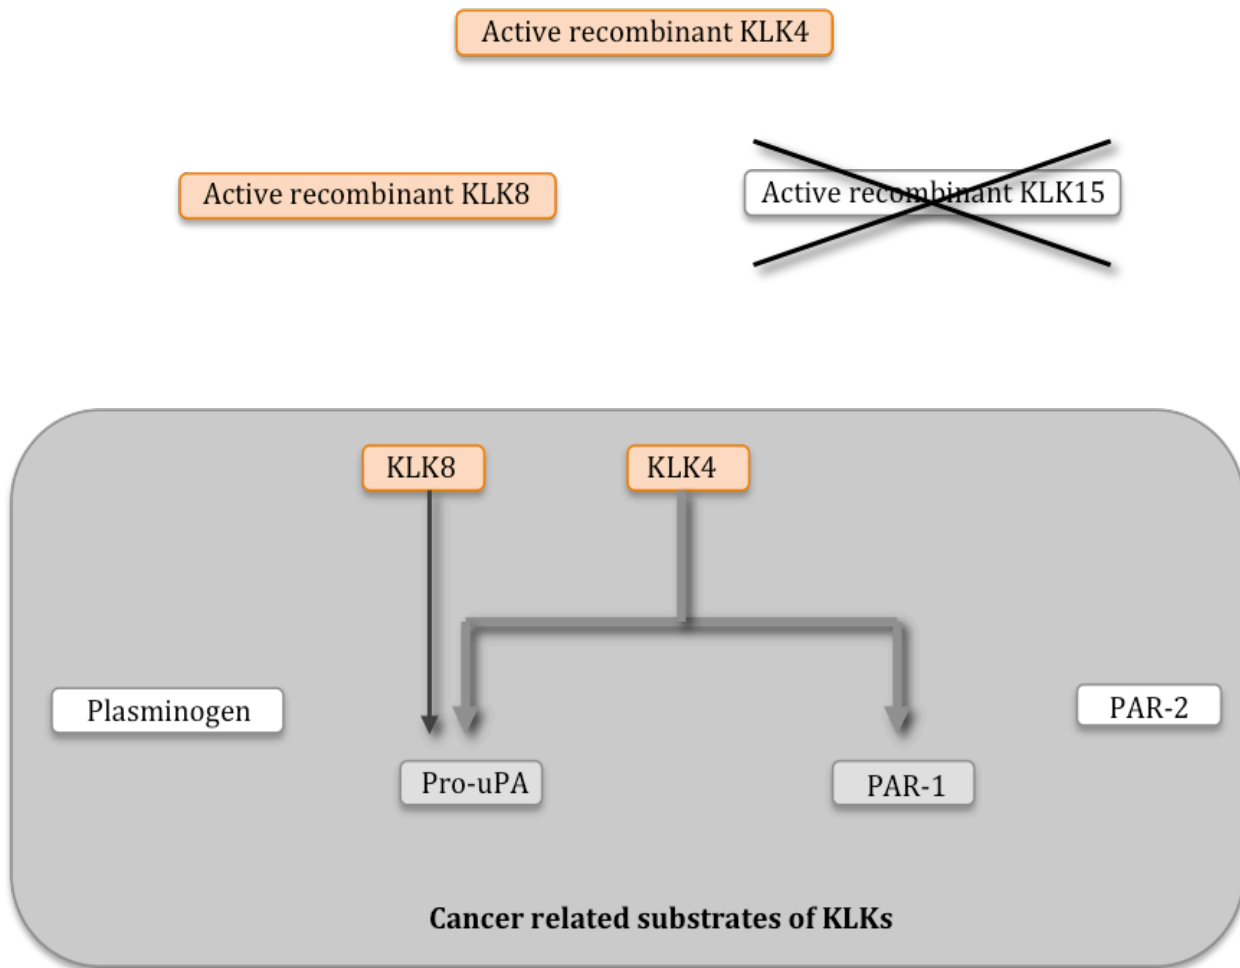 Active recombinant KLK4
Active recombinant KLK8
Active recombinant KLK15
KLK8
KLK4
Plasminogen
PAR-2
Pro-uPA
PAR-1
Cancer related substrates of KLKs